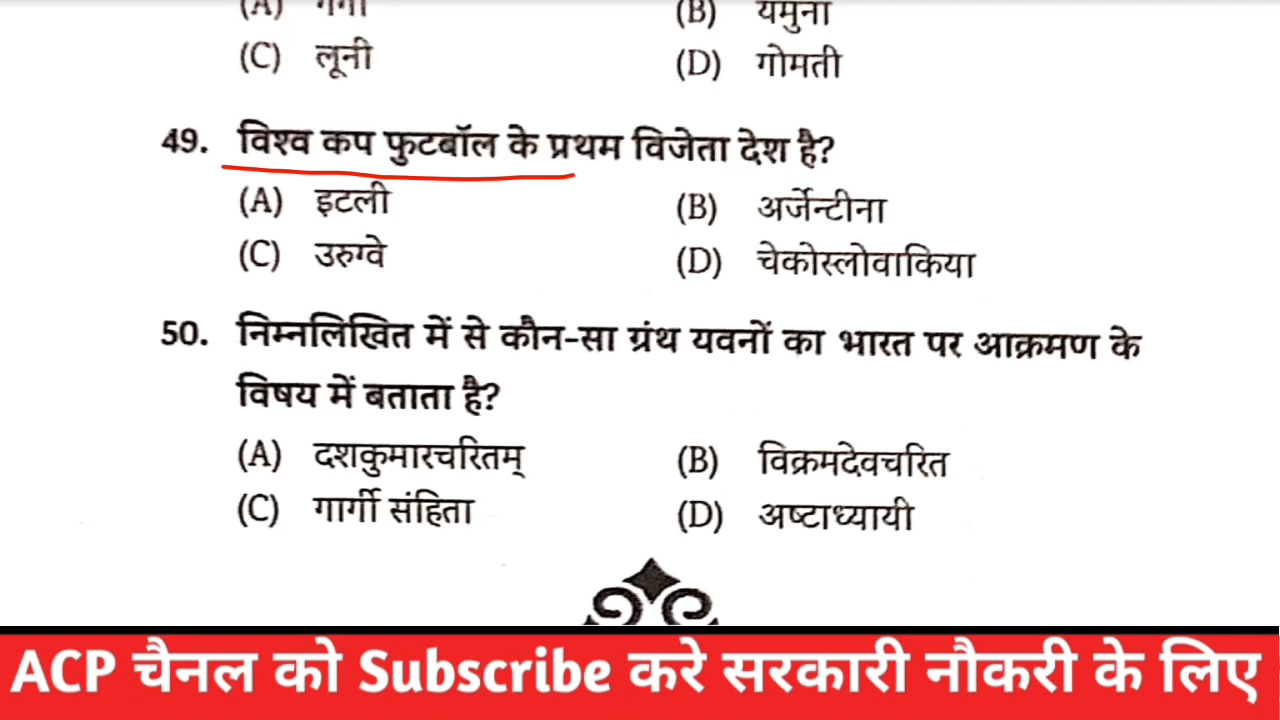 (A) गंगा (B) यमुना
(C) लूनी (D) गोमती
49. विश्व कप फुटबॉल के प्रथम विजेता देश है?
(A) इटली (B) अर्जेन्टीना
(C) उरुग्वे (D) चेकोस्लोवाकिया
50. निम्नलिखित में से कौन-सा ग्रंथ यवनों का भारत पर आक्रमण के
विषय में बताता है?
(A) दशकुमारचरितम् (B) विक्रमदेवचरित
(C) गार्गी संहिता (D) अष्टाध्यायी
ACP चैनल को Subscribe करे सरकारी नौकरी के लिए